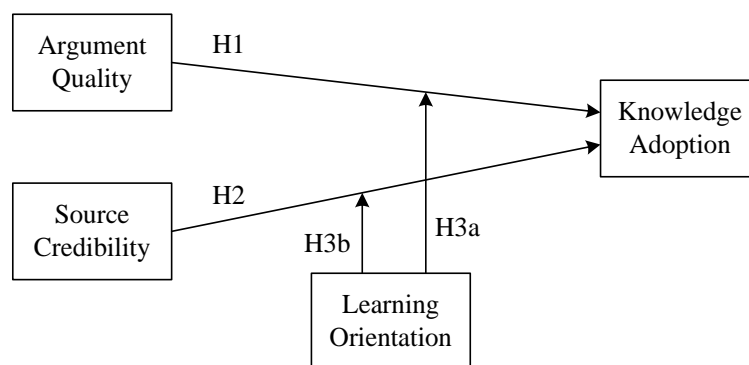 Argument
Quality
H1
Knowledge
Adoption
H2
Source
Credibility
H3b
H3a
Learning
Orientation